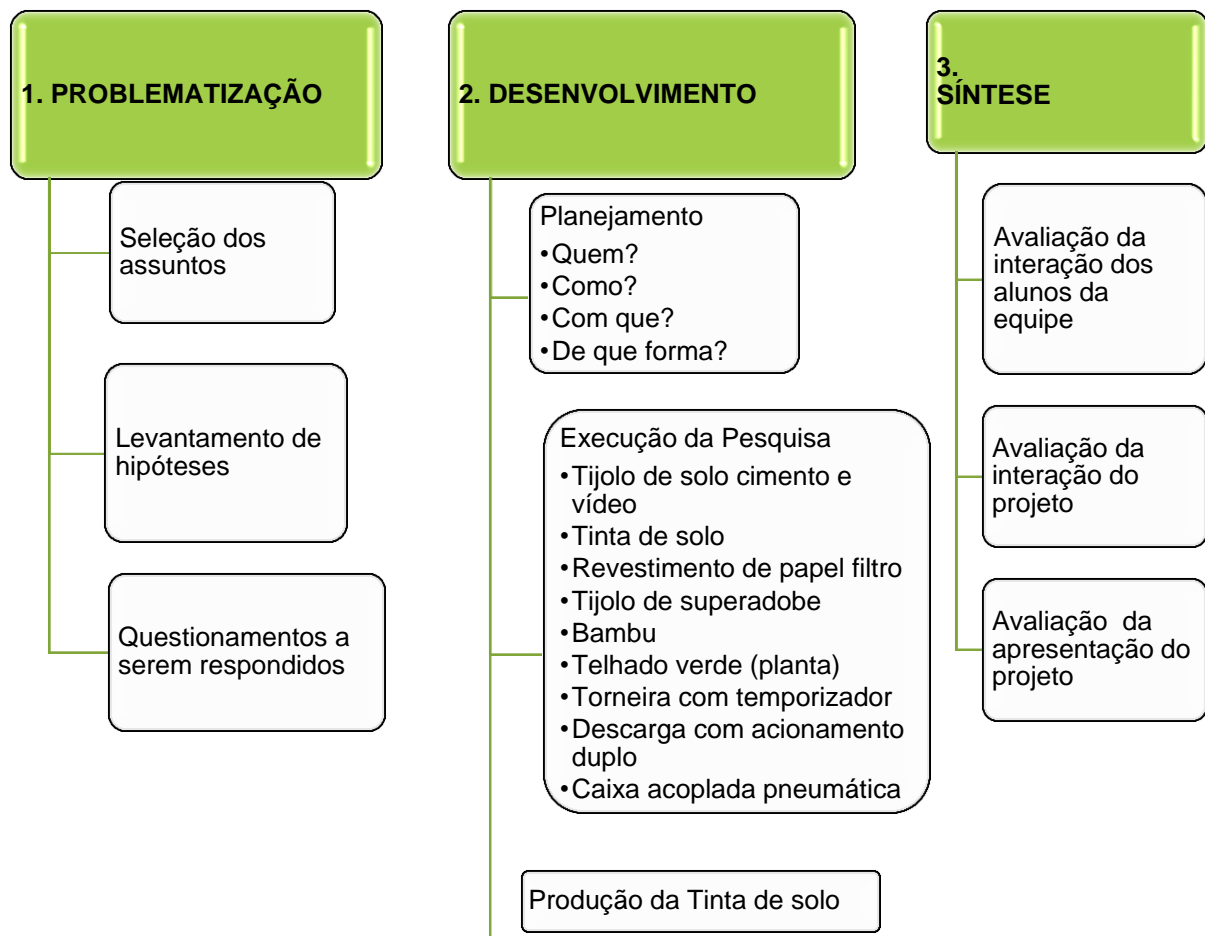 1. PROBLEMATIZAÇÃO
Seleção dos
assuntos
Levantamento de
hipóteses
Questionamentos a
serem respondidos
2. DESENVOLVIMENTO
Planejamento
•Quem?
•Como?
•Com que?
•De que forma?
Execução da Pesquisa
•Tijolo de solo cimento e
vídeo
•Tinta de solo
•Revestimento de papel filtro
•Tijolo de superadobe
•Bambu
•Telhado verde (planta)
•Torneira com temporizador
•Descarga com acionamento
duplo
•Caixa acoplada pneumática
Produção da Tinta de solo
3.
SÍNTESE
Avaliação da
interação dos
alunos da
equipe
Avaliação da
interação do
projeto
Avaliação da
apresentação do
projeto